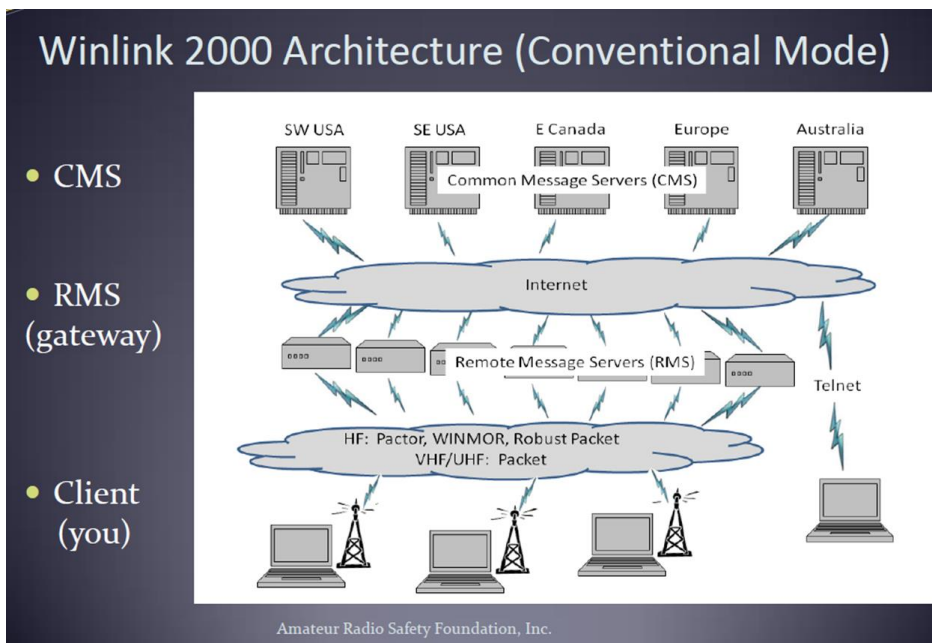 Winlink 2000 Architecture (Conventional Mode)
• CMS
• RMS
(gateway)
• Client
(you)
SW USA
SE USA
E Canada
Europe
Australia
Common Message Servers (CMS)
Internet
Remote Message Servers (RMS)
Telnet
HF: Pactor, WINMOR, Robust Packet
VHF/UHF: Packet
Amateur Radio Safety Foundation, Inc.